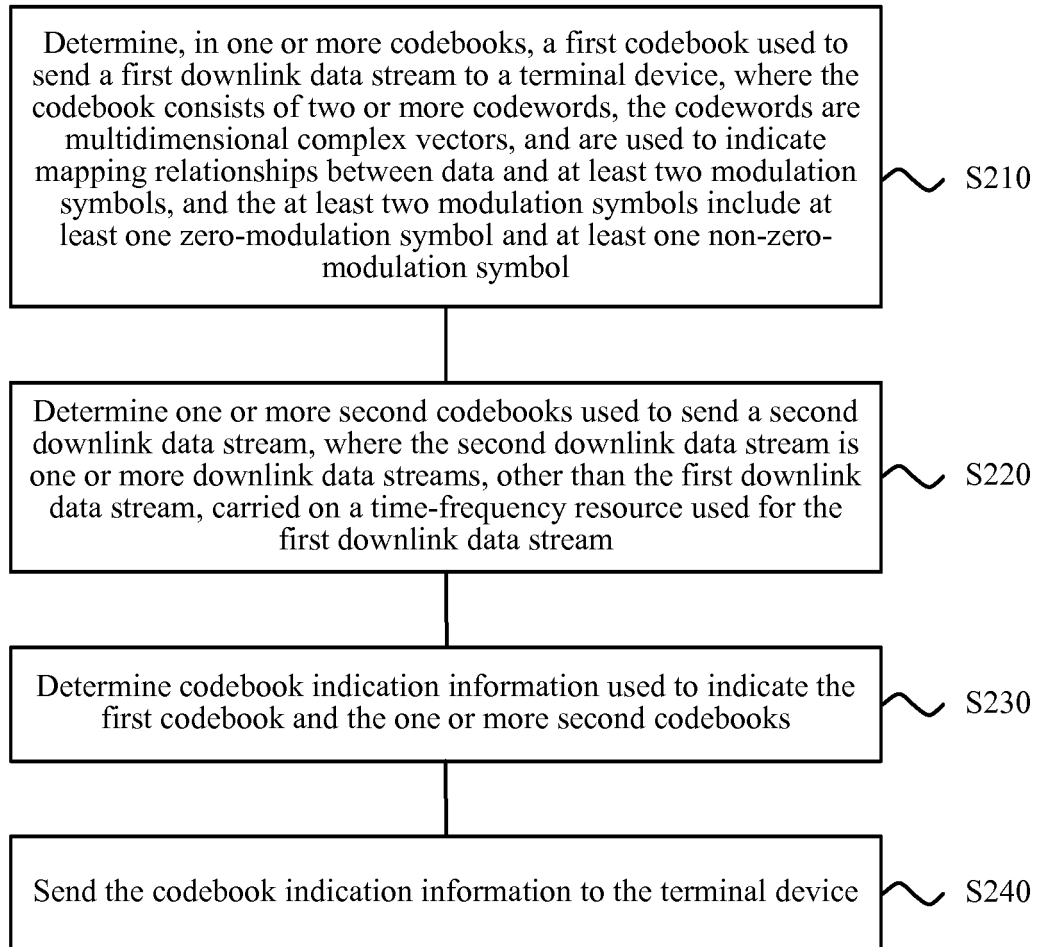 Determine, in one or more codebooks, a first codebook used to
send a first downlink data stream to a terminal device, where the
codebook consists of two or more codewords, the codewords are
multidimensional complex vectors, and are used to indicate
mapping relationships between data and at least two modulation
symbols, and the at least two modulation symbols include at
least one zero-modulation symbol and at least one non-zero-
modulation symbol
S210
Determine one or more second codebooks used to send a second
downlink data stream, where the second downlink data stream is
one or more downlink data streams, other than the first downlink
data stream, carried on a time-frequency resource used for the
first downlink data stream
S220
Determine codebook indication information used to indicate the
first codebook and the one or more second codebooks
S230
Send the codebook indication information to the terminal device
S240